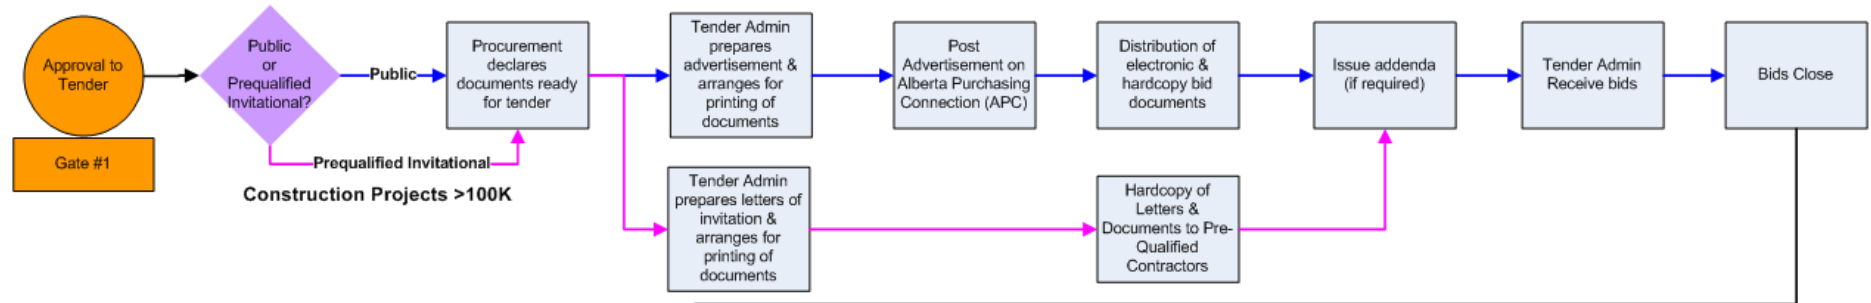 Approval to
Tender
Gate #1
Public
or
Prequalified
Invitational?
Public
Prequalified Invitational
Construction Projects >100K
Procurement
declares
documents ready
for tender
Tender Admin
prepares
advertisement &
arranges for
printing of
documents
Post
Advertisement on
Alberta Purchasing
Connection (APC)
Distribution of
electronic &
hardcopy bid
documents
Issue addenda
(if required)
Tender Admin
Receive bids
Bids Close
Tender Admin
prepares letters of
invitation &
arranges for
printing of
documents
Hardcopy of
Letters &
Documents to Pre-
Qualified
Contractors